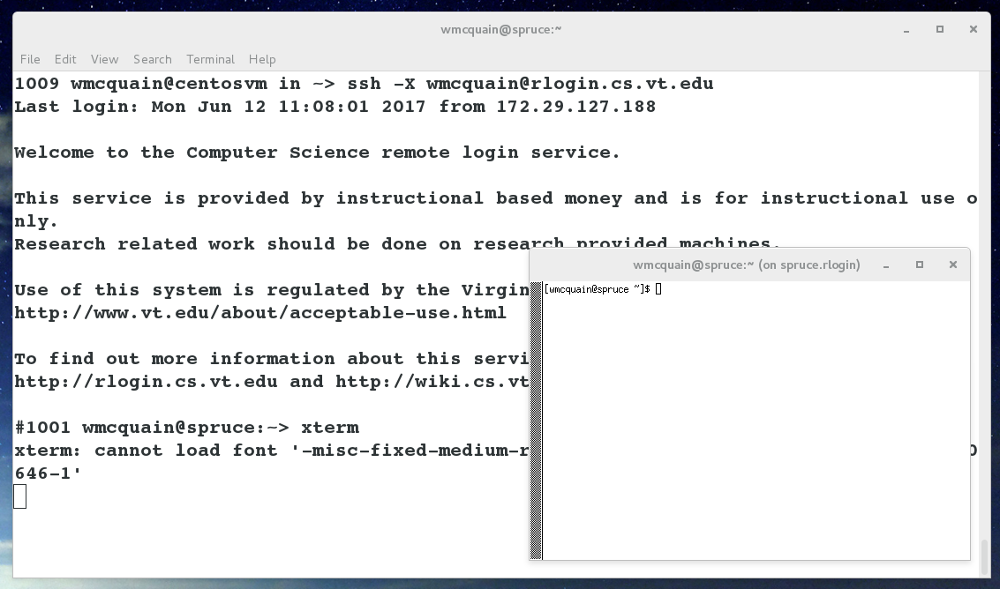 wmcquain@spruce:~
File Edit View Search Terminal Help
1009 wmcquain@centosvm in ~> ssh -X wmcquain@rlogin.cs.vt.edu
Last login: Mon Jun 12 11:08:01 2017 from 172.29.127.188
Welcome to the Computer Science remote login service.
This service is provided by instructional based money and is for instructional use o
nly.
Research related work should be done on research provided machines.
Use of this system is regulated by the Virgin
http://www.vt.edu/about/acceptable-use.html
To find out more information about this servi
http://rlogin.cs.vt.edu and http://wiki.cs.vt
#1001 wmcquain@spruce:~> xterm
xterm: cannot load font '-misc-fixed-medium-r
646-1'
wmcquain@spruce:~ (on spruce.rlogin)
[wmcquain@spruce ~]$